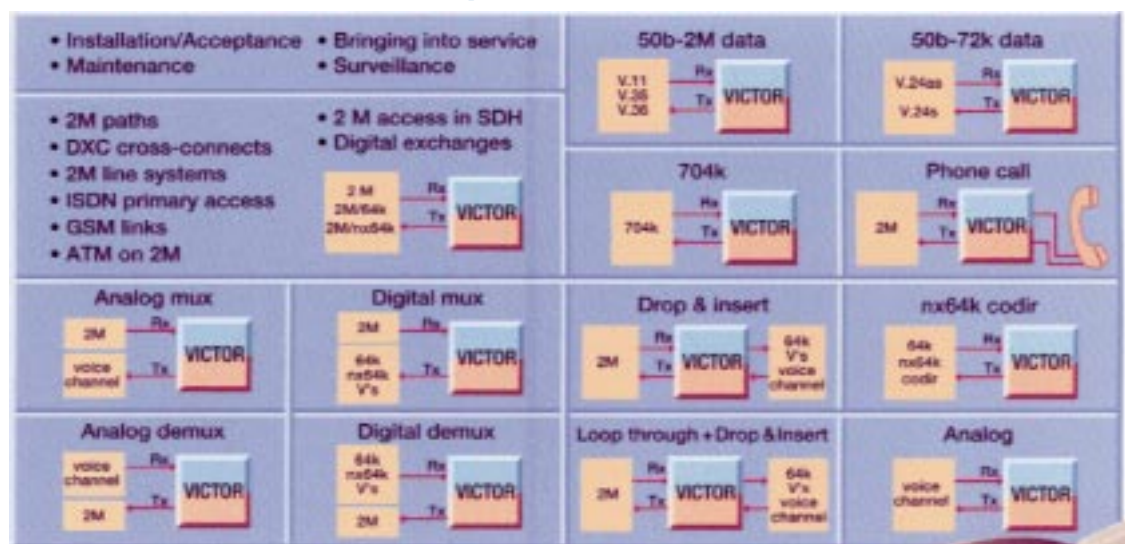 • Installation/Acceptance • Bringing into service
• Maintenance • Surveillance
• 2M paths
• DXC cross-connects
• 2M line systems
• ISDN primary access
• GSM links
• ATM on 2M
• 2 M access in SDH
• Digital exchanges
2 M
2M/64k
2M/nx64k
Rx
Tx
VICTOR
50b-2M data
V.11
V.35
V.36
Rx
Tx
VICTOR
50b-72k data
V.24as
V.24s
Rx
Tx
VICTOR
704k
704k
Rx
Tx
VICTOR
Phone call
2M
Rx
Tx
VICTOR
Analog mux
2M
voice
channel
Rx
Tx
VICTOR
Digital mux
2M
64k
nx64k
V's
Rx
Tx
VICTOR
Drop & insert
2M
Rx
Tx
VICTOR
64k
V's
voice
channel
nx64k codir
64k
nx64k
codir
Rx
Tx
VICTOR
Analog demux
voice
channel
2M
Rx
Tx
VICTOR
Digital demux
64k
nx64k
V's
2M
Rx
Tx
VICTOR
Loop through + Drop & Insert
2M
Rx
Tx
VICTOR
64k
V's
voice
channel
Analog
voice
channel
Rx
Tx
VICTOR